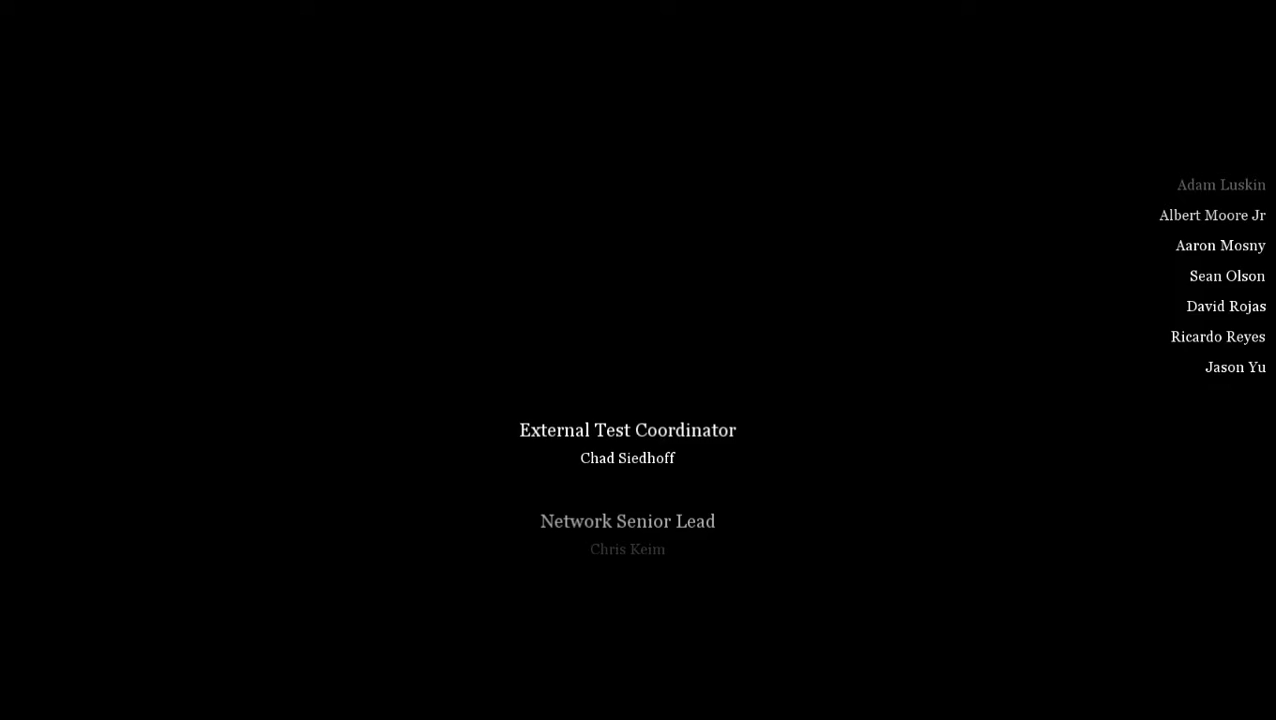 Adam Luskin
Albert Moore Jr
Aaron Mosny
Sean Olson
David Rojas
Ricardo Reyes
Jason Yu
External Test Coordinator
Chad Siedhoff
Network Senior Lead
Chris Keim